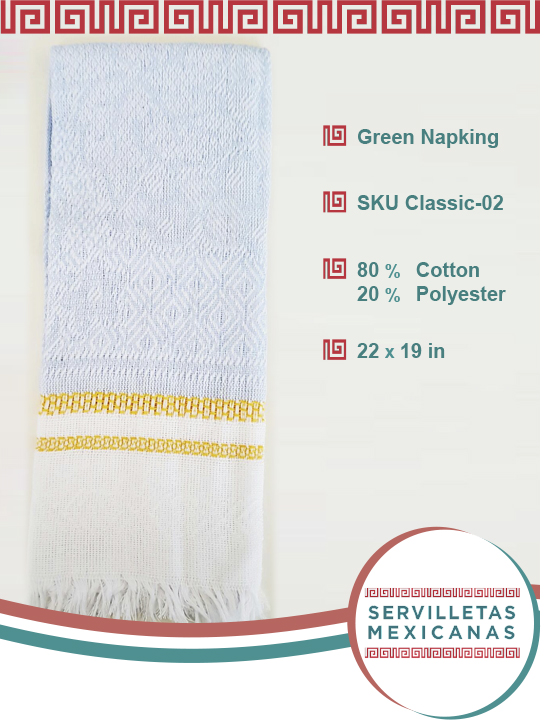 Green Napking
SKU Classic-02
80 % Cotton
20 % Polyester
22 x 19 in
SERVILLETAS
MEXICANAS